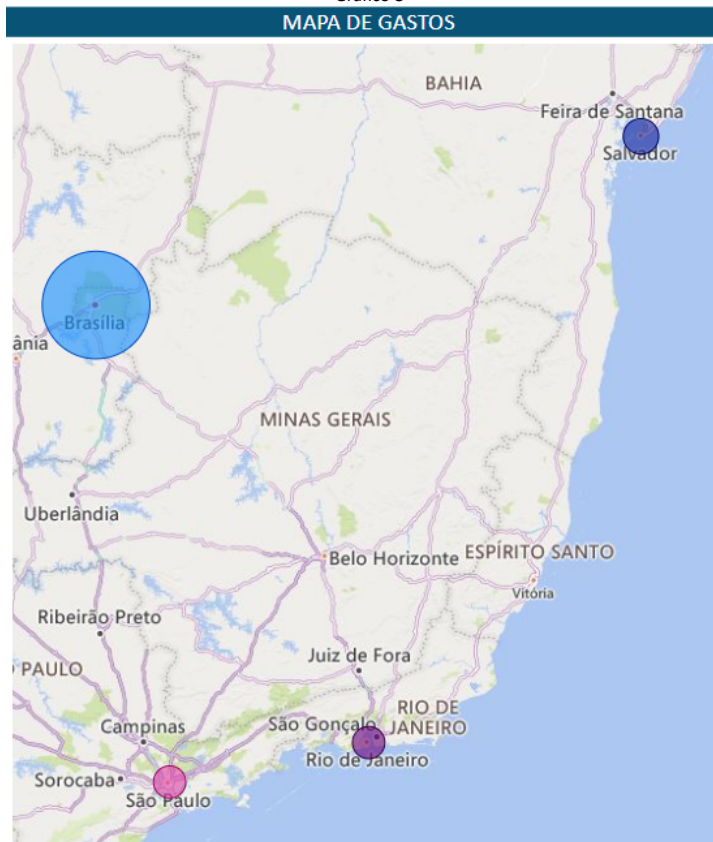 MAPA DE GASTOS
BAHIA
Feira de Santana
Salvador
Brasília
ânia
MINAS GERAIS
Uberlândia
Belo Horizonte
ESPÍRITO SANTO
Vitória
Ribeirão Preto
PAULO
Juiz de Fora
RIO DE
JANEIRO
São Gonçalo
Campinas
Rio de Janeiro
Sorocaba
São Paulo